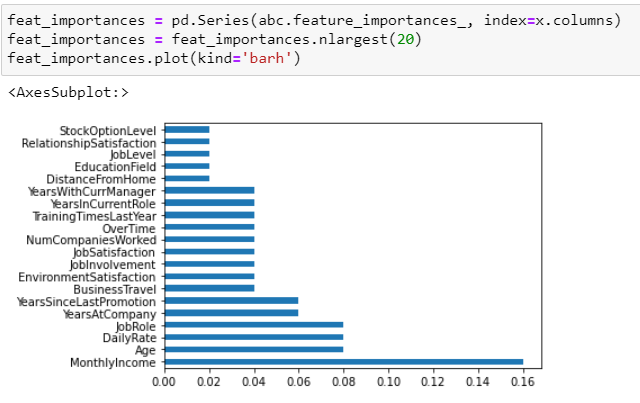 feat_importances = pd.Series(abc.feature_importances_, index=x.columns)
feat_importances = feat_importances.nlargest(20)
feat_importances.plot(kind='barh')
<AxesSubplot:>
StockOptionLevel
RelationshipSatisfaction
JobLevel
EducationField
DistanceFromHome
YearsWithCurrManager
YearsInCurrentRole
TrainingTimesLastYear
OverTime
NumCompaniesWorked
JobSatisfaction
JobInvolvement
EnvironmentSatisfaction
BusinessTravel
YearsSinceLastPromotion
YearsAtCompany
JobRole
DailyRate
Age
MonthlyIncome
0.00 0.02 0.04 0.06 0.08 0.10 0.12 0.14 0.16